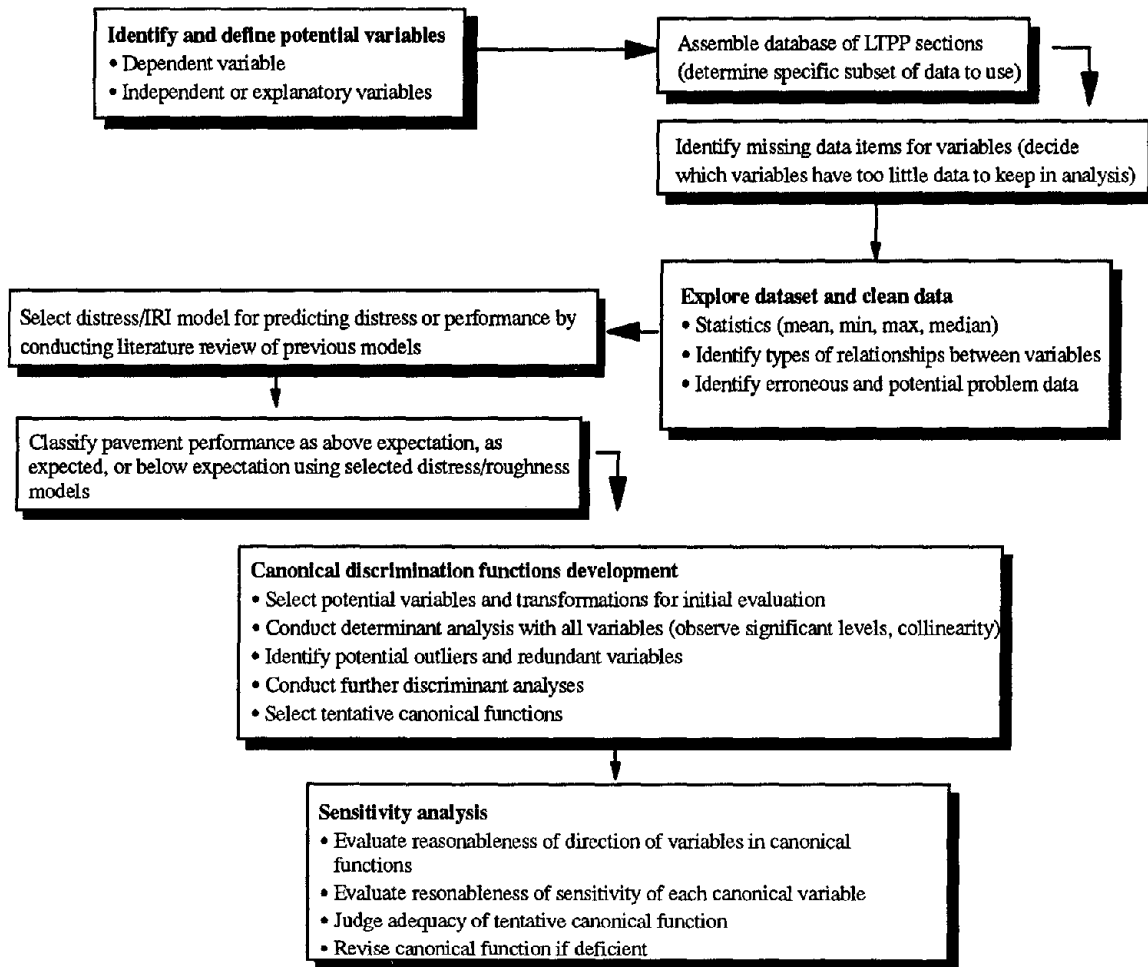 Identify and define potential variables
• Dependent variable
• Independent or explanatory variables
Assemble database of LTPP sections
(determine specific subset of data to use)
Identify missing data items for variables (decide
which variables have too little data to keep in analysis)
Explore dataset and clean data
• Statistics (mean, min, max, median)
• Identify types of relationships between variables
• Identify erroneous and potential problem data
Select distress/IRI model for predicting distress or performance by
conducting literature review of previous models
Classify pavement performance as above expectation, as
expected, or below expectation using selected distress/roughness
models
Canonical discrimination functions development
• Select potential variables and transformations for initial evaluation
• Conduct determinant analysis with all variables (observe significant levels, collinearity)
• Identify potential outliers and redundant variables
• Conduct further discriminant analyses
• Select tentative canonical functions
Sensitivity analysis
• Evaluate reasonableness of direction of variables in canonical
functions
• Evaluate resonableness of sensitivity of each canonical variable
• Judge adequacy of tentative canonical function
• Revise canonical function if deficient